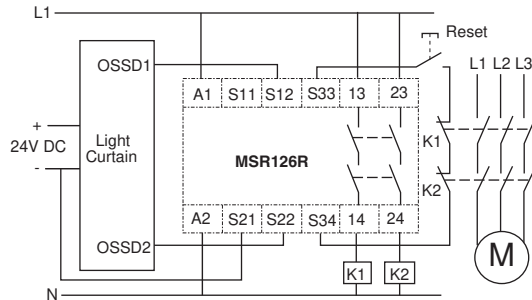 L1
Reset
OSSD1
L1 L2 L3
A1 S11 S12 S33 13 23
+
24V DC
-
Light
Curtain
MSR126R
K1
K2
A2 S21 S22 S34 14 24
OSSD2
M
K1 K2
N